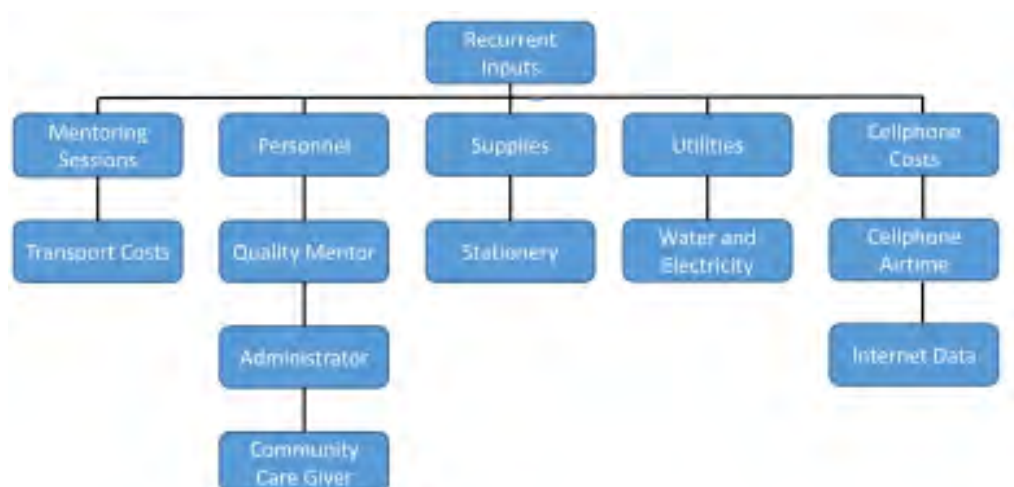 Recurrent
Inputs
Mentoring
Sessions
Personnel
Supplies
Utilities
Cellphone
Costs
Transport Costs
Quality Mentor
Stationery
Water and
Electricity
Cellphone
Airtime
Administrator
Internet Data
Community
Care Giver